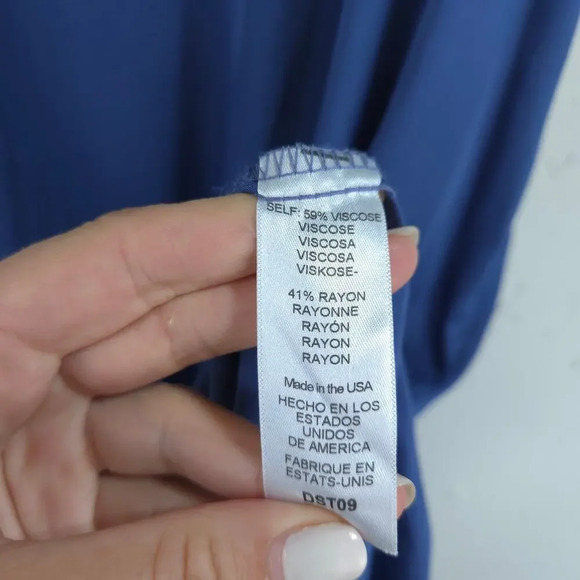 SELF: 59% VISCOSE
VISCOSE
VISCOSA
VISCOSA
VISKOSE-
41% RAYON
RAYONNE
RAYÓN
RAYON
RAYON
Made in the USA
HECHO EN LOS
ESTADOS
UNIDOS
DE AMERICA
FABRIQUE EN
ESTATS-UNIS
DST09